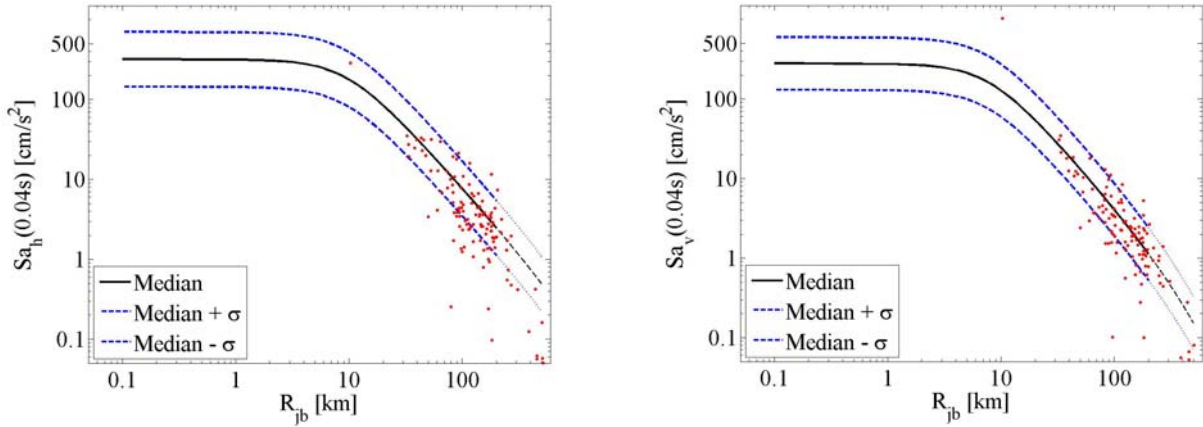 Sa_h(0.04s) [cm/s²]
500
100
10
1
0.1
Median
Median + σ
Median - σ
0.1 1 10 100
R_jb [km]
Sa_v(0.04s) [cm/s²]
500
100
10
1
0.1
Median
Median + σ
Median - σ
0.1 1 10 100
R_jb [km]